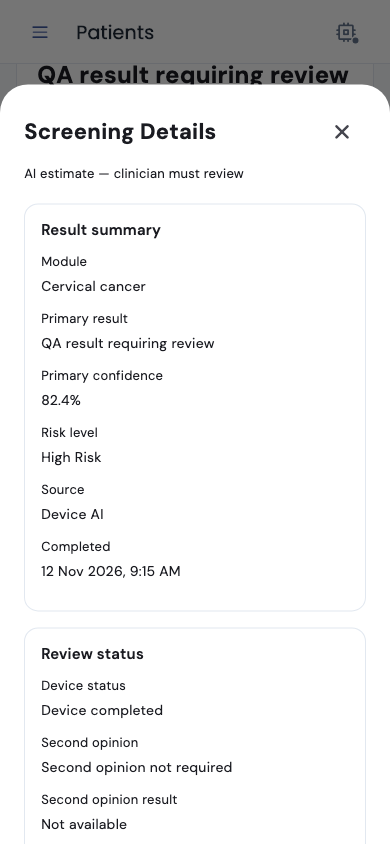 Patients
QA result requiring review
Screening Details
AI estimate — clinician must review
Result summary
Module
Cervical cancer
Primary result
QA result requiring review
Primary confidence
82.4%
Risk level
High Risk
Source
Device AI
Completed
12 Nov 2026, 9:15 AM
Review status
Device status
Device completed
Second opinion
Second opinion not required
Second opinion result
Not available